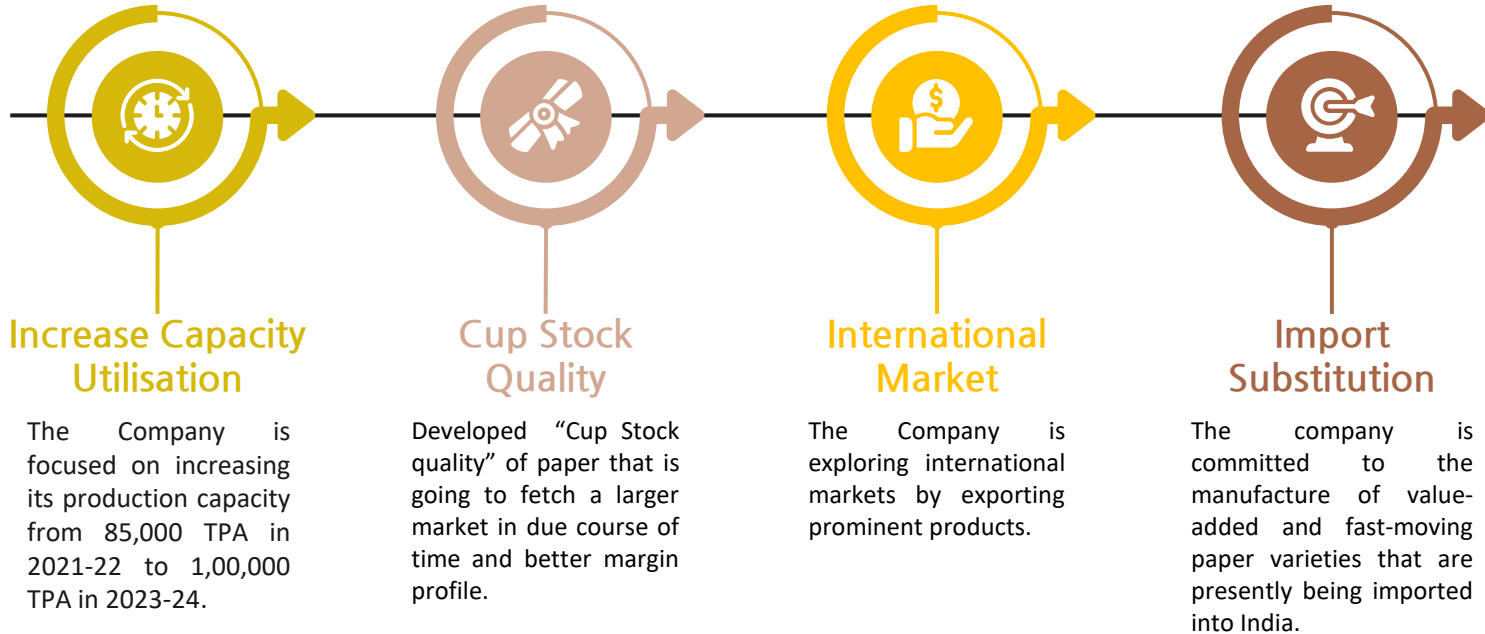 $
Increase Capacity
Utilisation
The Company is
focused on increasing
its production capacity
from 85,000 TPA in
2021-22 to 1,00,000
TPA in 2023-24.
Cup Stock
Quality
Developed “Cup Stock
quality” of paper that is
going to fetch a larger
market in due course of
time and better margin
profile.
International
Market
The Company is
exploring international
markets by exporting
prominent products.
Import
Substitution
The company is
committed to the
manufacture of value-
added and fast-moving
paper varieties that are
presently being imported
into India.